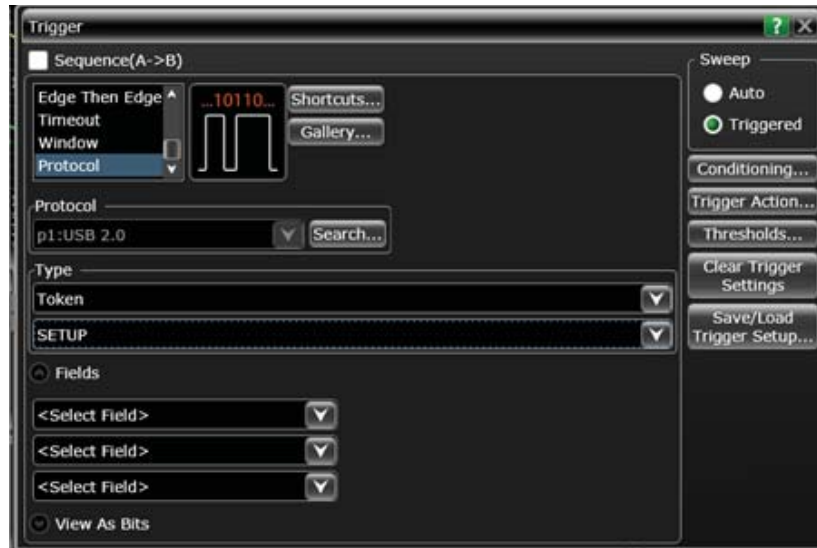 Trigger
?
X
Sequence(A->B)
Edge Then Edge
Timeout
Window
Protocol
...10110...
Shortcuts...
Gallery...
Protocol
p1:USB 2.0
Search...
Type
Token
SETUP
Fields
<Select Field>
<Select Field>
<Select Field>
View As Bits
Sweep
Auto
Triggered
Conditioning...
Trigger Action...
Thresholds...
Clear Trigger
Settings
Save/Load
Trigger Setup...